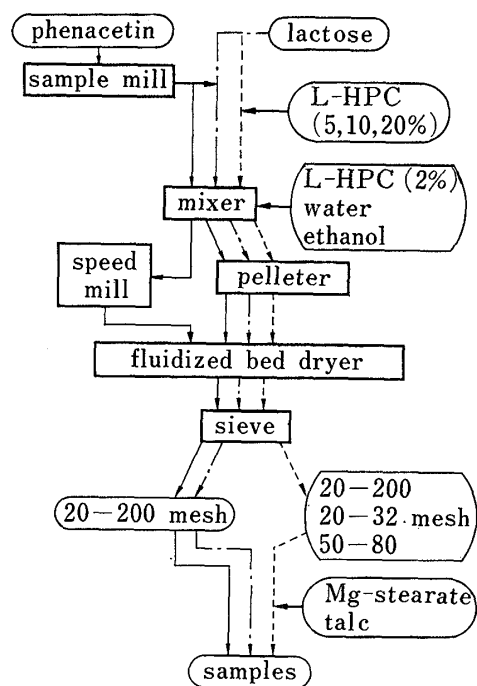 phenacetin
lactose
sample mill
L-HPC
(5,10,20%)
L-HPC (2%)
water
ethanol
mixer
speed
mill
pelleter
fluidized bed dryer
sieve
20-200 mesh
20-200
20-32 mesh
50-80
Mg-stearate
talc
samples